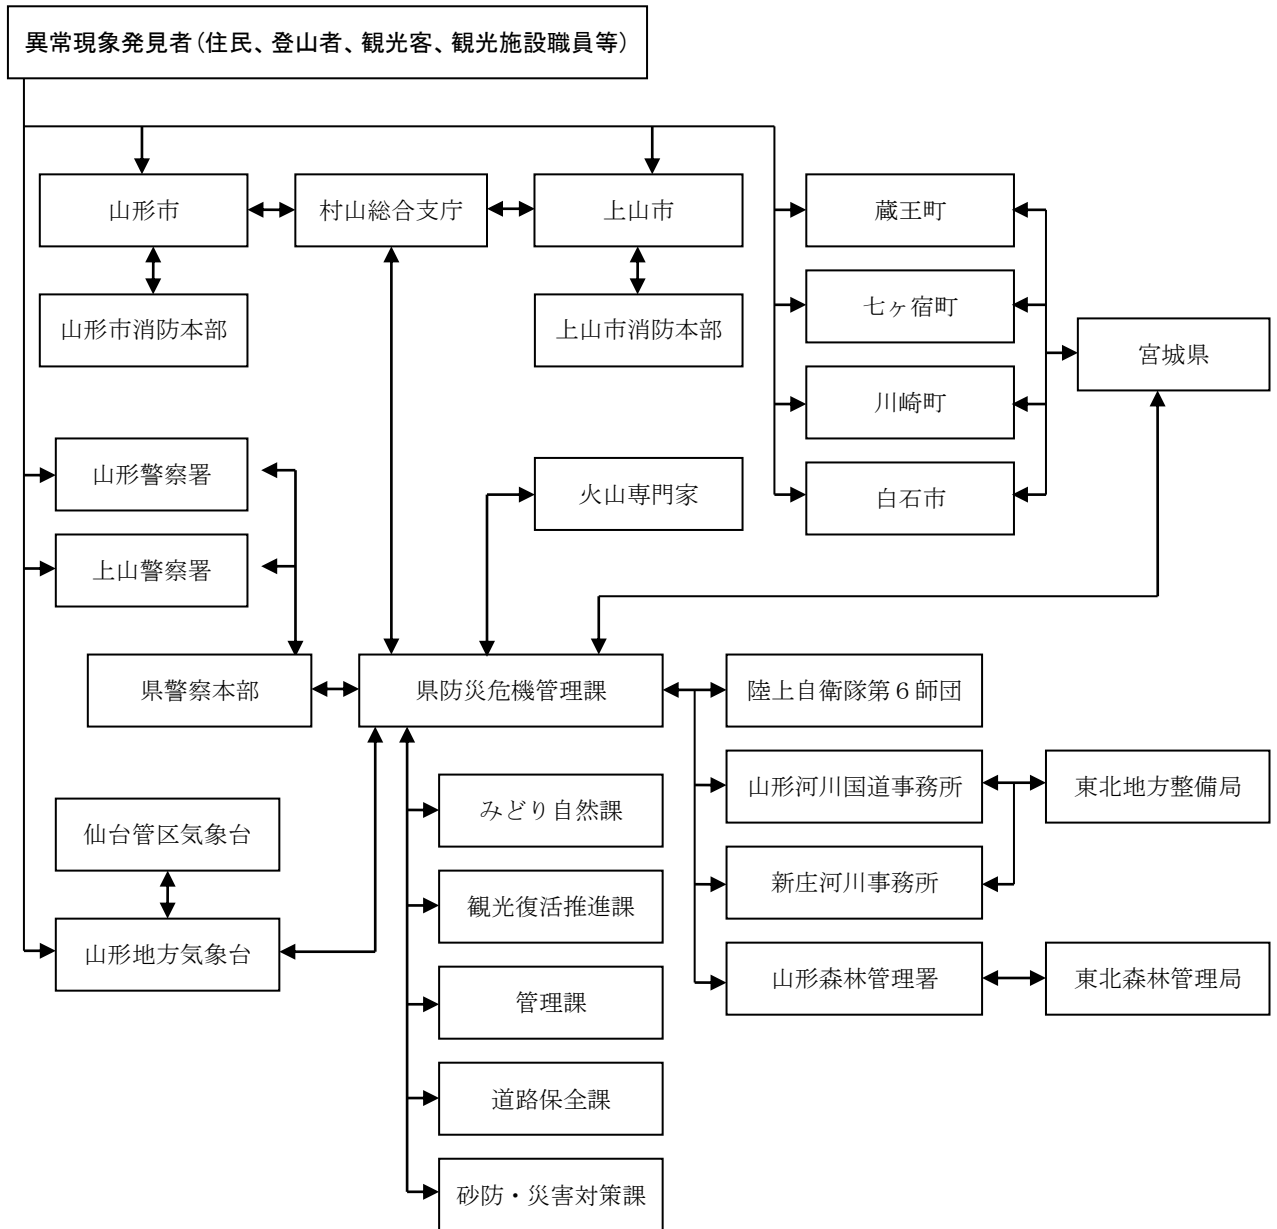 異常現象発見者(住民、登山者、観光客、観光施設職員等)
山形市
村山総合支庁
上山市
蔵王町
山形市消防本部
上山市消防本部
七ヶ宿町
宮城県
川崎町
山形警察署
火山専門家
白石市
上山警察署
県警察本部
県防災危機管理課
陸上自衛隊第6師団
山形河川国道事務所
東北地方整備局
みどり自然課
仙台管区気象台
新庄河川事務所
観光復活推進課
山形地方気象台
山形森林管理署
東北森林管理局
管理課
道路保全課
砂防・災害対策課